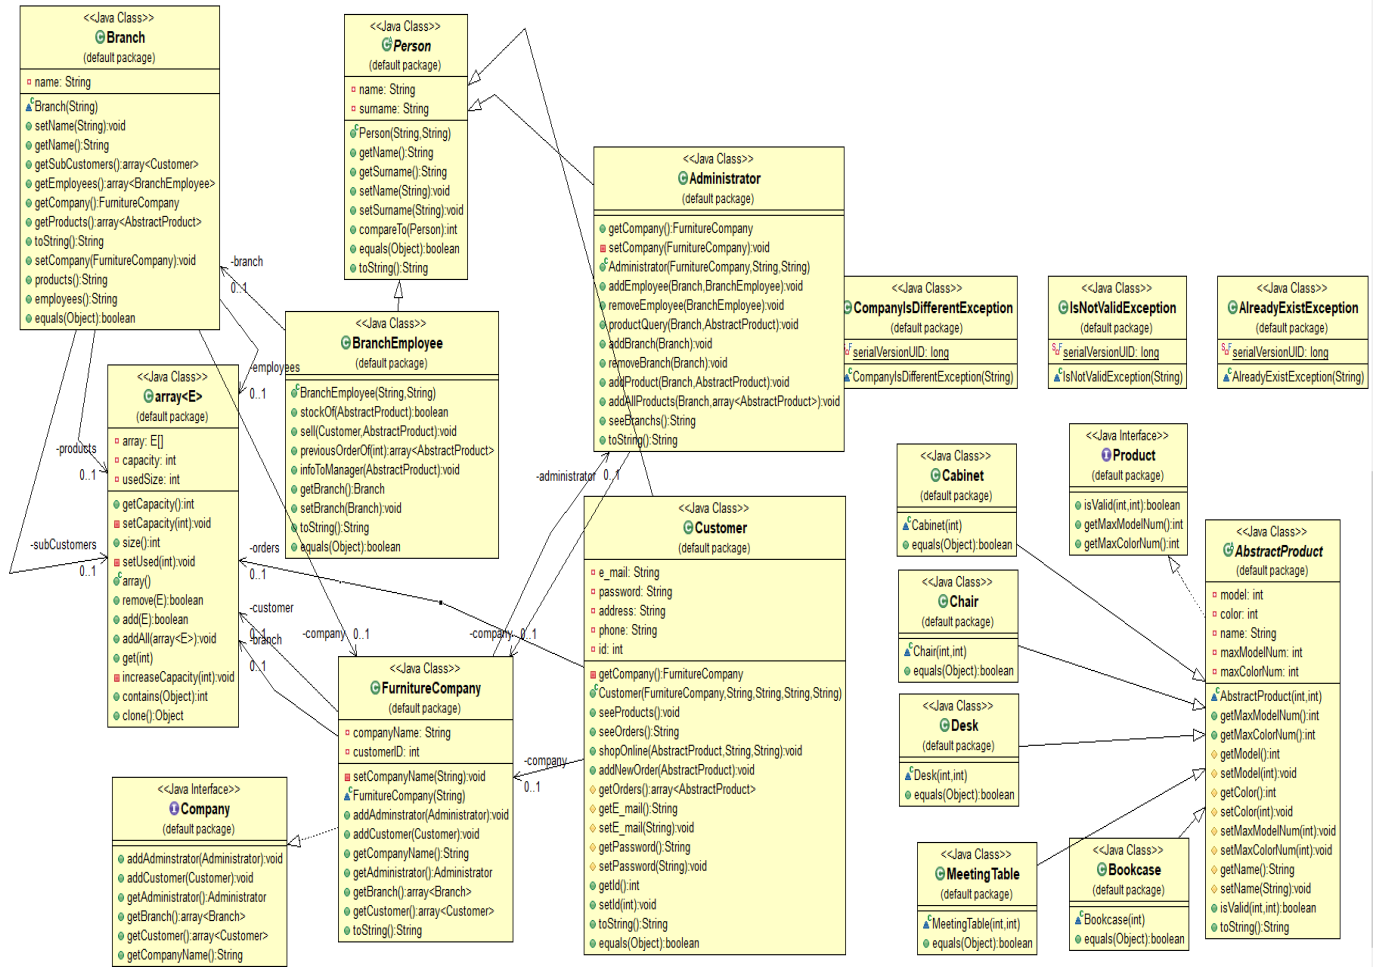 <<Java Class>>
Branch
(default package)
name: String
Branch(String)
setName(String):void
getName():String
getSubCustomers():array<Customer>
getEmployees():array<BranchEmployee>
getCompany():FurnitureCompany
getProducts():array<AbstractProduct>
toString():String
setCompany(FurnitureCompany):void
products():String
employees():String
equals(Object):boolean
<<Java Class>>
Person
(default package)
name: String
surname: String
Person(String,String)
getName():String
getSurname():String
setName(String):void
setSurname(String):void
compareTo(Person):int
equals(Object):boolean
toString():String
<<Java Class>>
Administrator
(default package)
getCompany():FurnitureCompany
setCompany(FurnitureCompany):void
Administrator(FurnitureCompany,String,String)
addEmployee(Branch,BranchEmployee):void
removeEmployee(BranchEmployee):void
productQuery(Branch,AbstractProduct):void
addBranch(Branch):void
removeBranch(Branch):void
addProduct(Branch,AbstractProduct):void
addAllProducts(Branch,array<AbstractProduct>):void
seeBranchs():String
toString():String
<<Java Class>>
CompanyIsDifferentException
(default package)
serialVersionUID: long
CompanyIsDifferentException(String)
<<Java Class>>
IsNotValidException
(default package)
serialVersionUID: long
IsNotValidException(String)
<<Java Class>>
AlreadyExistException
(default package)
serialVersionUID: long
AlreadyExistException(String)
-branch
0..1
<<Java Class>>
BranchEmployee
(default package)
BranchEmployee(String,String)
stockOf(AbstractProduct):boolean
sell(Customer,AbstractProduct):void
previousOrderOf(int):array<AbstractProduct>
infoToManager(AbstractProduct):void
getBranch():Branch
setBranch(Branch):void
toString():String
equals(Object):boolean
-employees
0..1
<<Java Class>>
array<E>
(default package)
array: E[]
capacity: int
usedSize: int
getCapacity():int
setCapacity(int):void
size():int
setUsed(int):void
array()
remove(E):boolean
add(E):boolean
addAll(array<E>):void
get(int)
increaseCapacity(int):void
contains(Object):int
clone():Object
-products
0..1
-subCustomers
0..1
-orders
0..1
-customer
0..1
-branch
0..1
-company
0..1
-administrator
0..1
-company
0..1
-company
0..1
<<Java Class>>
Customer
(default package)
e_mail: String
password: String
address: String
phone: String
id: int
getCompany():FurnitureCompany
Customer(FurnitureCompany,String,String,String,String)
seeProducts():void
seeOrders():String
shopOnline(AbstractProduct,String,String):void
addNewOrder(AbstractProduct):void
getOrders():array<AbstractProduct>
getE_mail():String
setE_mail(String):void
getPassword():String
setPassword(String):void
getId():int
setId(int):void
toString():String
equals(Object):boolean
<<Java Class>>
FurnitureCompany
(default package)
companyName: String
customerID: int
setCompanyName(String):void
FurnitureCompany(String)
addAdminstrator(Administrator):void
addCustomer(Customer):void
getCompanyName():String
getAdministrator():Administrator
getBranch():array<Branch>
getCustomer():array<Customer>
toString():String
<<Java Interface>>
Company
(default package)
addAdminstrator(Administrator):void
addCustomer(Customer):void
getAdministrator():Administrator
getBranch():array<Branch>
getCustomer():array<Customer>
getCompanyName():String
<<Java Class>>
Cabinet
(default package)
Cabinet(int)
equals(Object):boolean
<<Java Class>>
Chair
(default package)
Chair(int,int)
equals(Object):boolean
<<Java Class>>
Desk
(default package)
Desk(int,int)
equals(Object):boolean
<<Java Class>>
MeetingTable
(default package)
MeetingTable(int,int)
equals(Object):boolean
<<Java Class>>
Bookcase
(default package)
Bookcase(int)
equals(Object):boolean
<<Java Interface>>
Product
(default package)
isValid(int,int):boolean
getMaxModelNum():int
getMaxColorNum():int
<<Java Class>>
AbstractProduct
(default package)
model: int
color: int
name: String
maxModelNum: int
maxColorNum: int
AbstractProduct(int,int)
getMaxModelNum():int
getMaxColorNum():int
getModel():int
setModel(int):void
getColor():int
setColor(int):void
setMaxModelNum(int):void
setMaxColorNum(int):void
getName():String
setName(String):void
isValid(int,int):boolean
toString():String